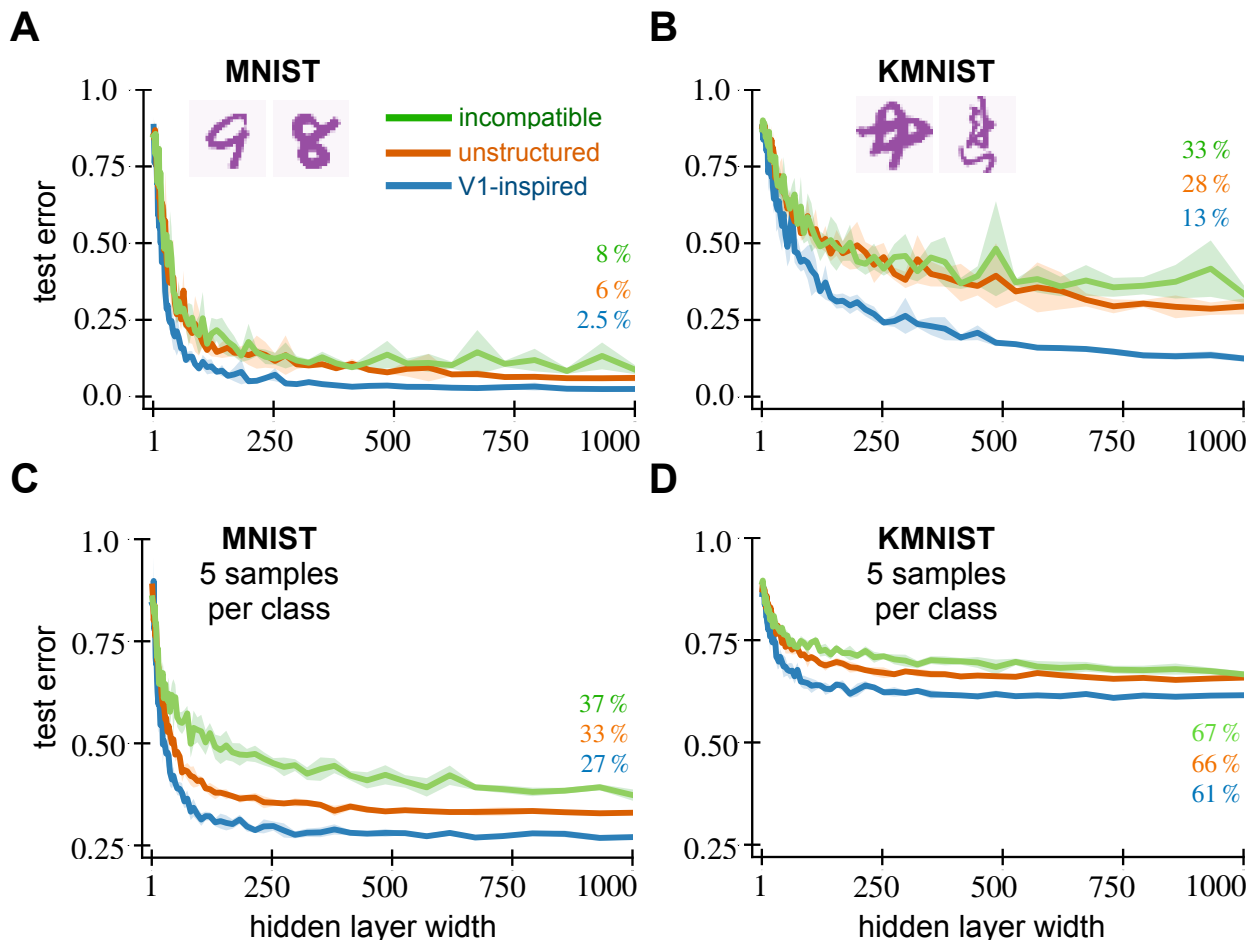 A
MNIST
incompatible
unstructured
V1-inspired
8 %
6 %
2.5 %
test error
1.0
0.75
0.50
0.25
0.0
1
250
500
750
1000
B
KMNIST
33 %
28 %
13 %
1.0
0.75
0.50
0.25
0.0
1
250
500
750
1000
C
MNIST
5 samples
per class
37 %
33 %
27 %
test error
1.0
0.75
0.50
0.25
1
250
500
750
1000
hidden layer width
D
KMNIST
5 samples
per class
67 %
66 %
61 %
1.0
0.75
0.50
0.25
1
250
500
750
1000
hidden layer width